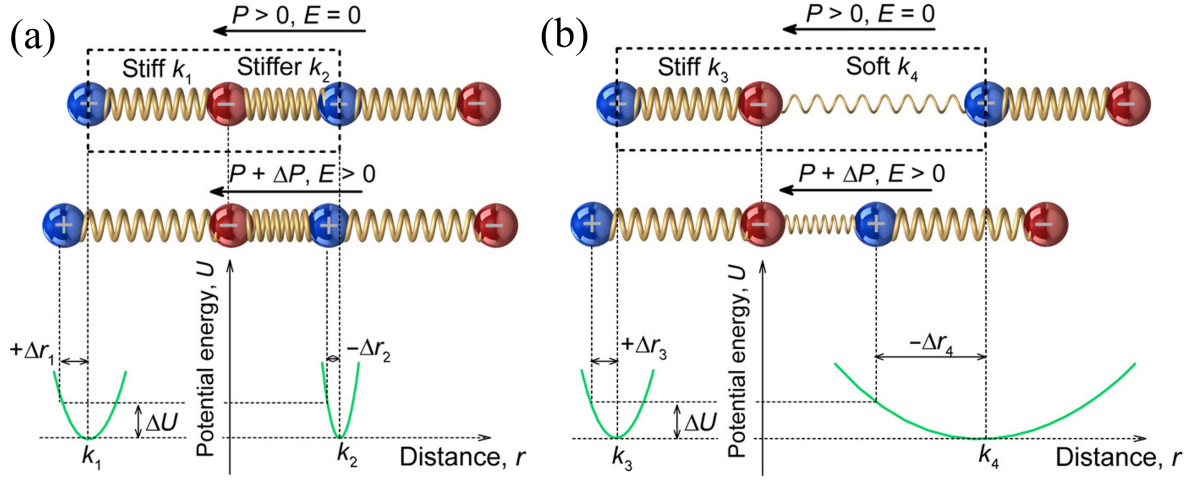 (a)
P > 0, E = 0
Stiff k₁
Stiffer k₂
+
−
+
−
P + ΔP, E > 0
+
−
+
−
Potential energy, U
+Δr₁
−Δr₂
ΔU
k₁
k₂
Distance, r
(b)
P > 0, E = 0
Stiff k₃
Soft k₄
+
−
+
−
P + ΔP, E > 0
+
−
+
−
Potential energy, U
+Δr₃
−Δr₄
ΔU
k₃
k₄
Distance, r